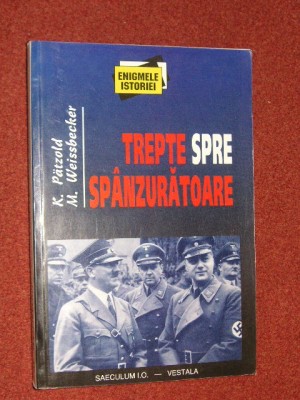 ENIGMELE
ISTORIEI
K. Pätzold
M. Weissbecker
TREPTE SPRE
SPÂNZURĂTOARE
SAECULUM I.O. — VESTALA